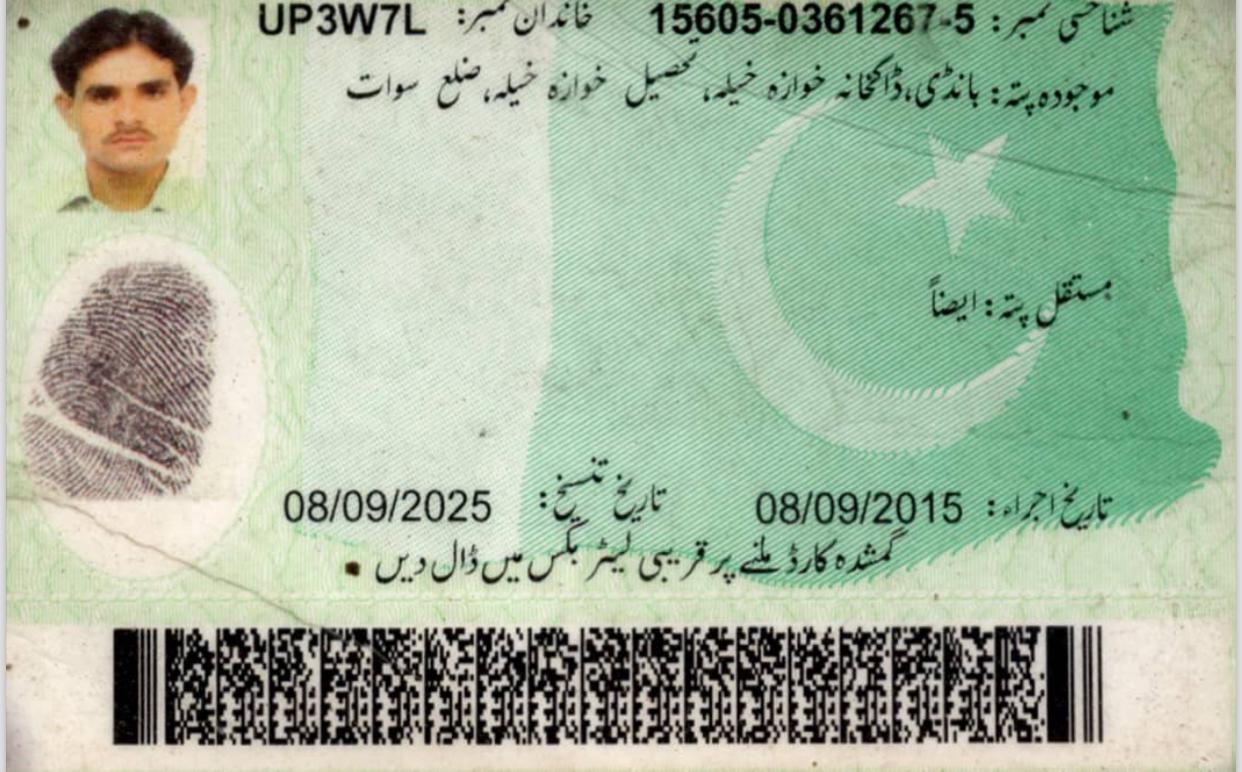 شناختی نمبر: 15605-0361267-5 خاندان نمبر: UP3W7L
موجودہ پتہ: بانڈی، ڈاکخانہ خوازہ خیلہ، تحصیل خوازہ خیلہ، ضلع سوات
مستقل پتہ: ایضاً
تاریخ اجراء: 08/09/2015 تاریخ تنسیخ: 08/09/2025
گمشدہ کارڈ ملنے پر قریبی لیٹر بکس میں ڈال دیں